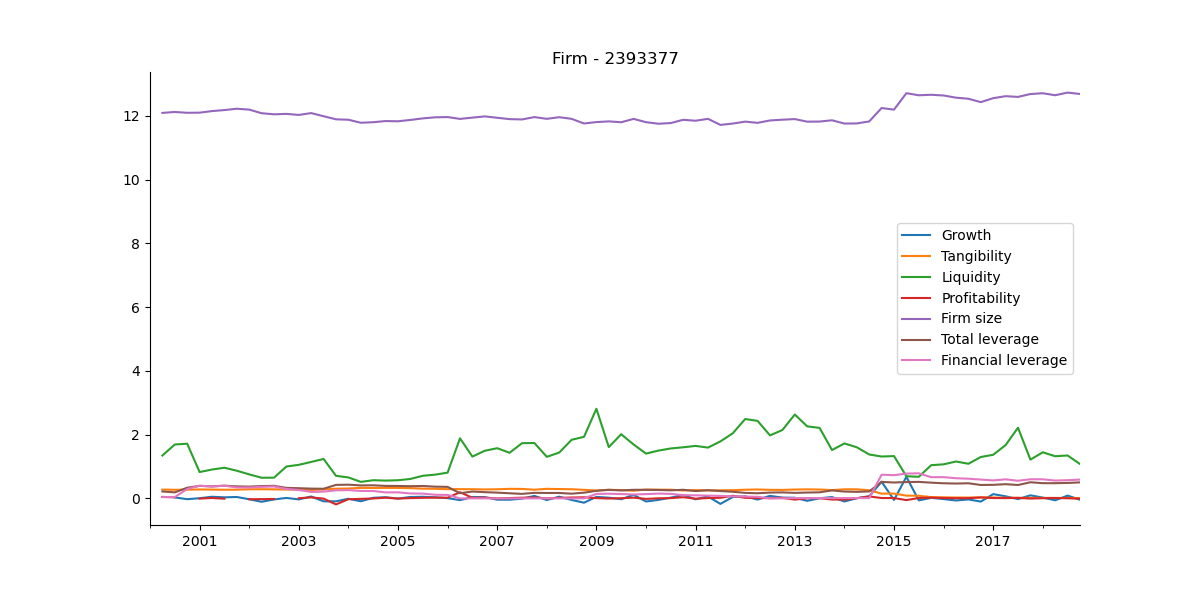 Firm - 2393377
12
10
8
6
4
2
0
Growth
Tangibility
Liquidity
Profitability
Firm size
Total leverage
Financial leverage
2001 2003 2005 2007 2009 2011 2013 2015 2017